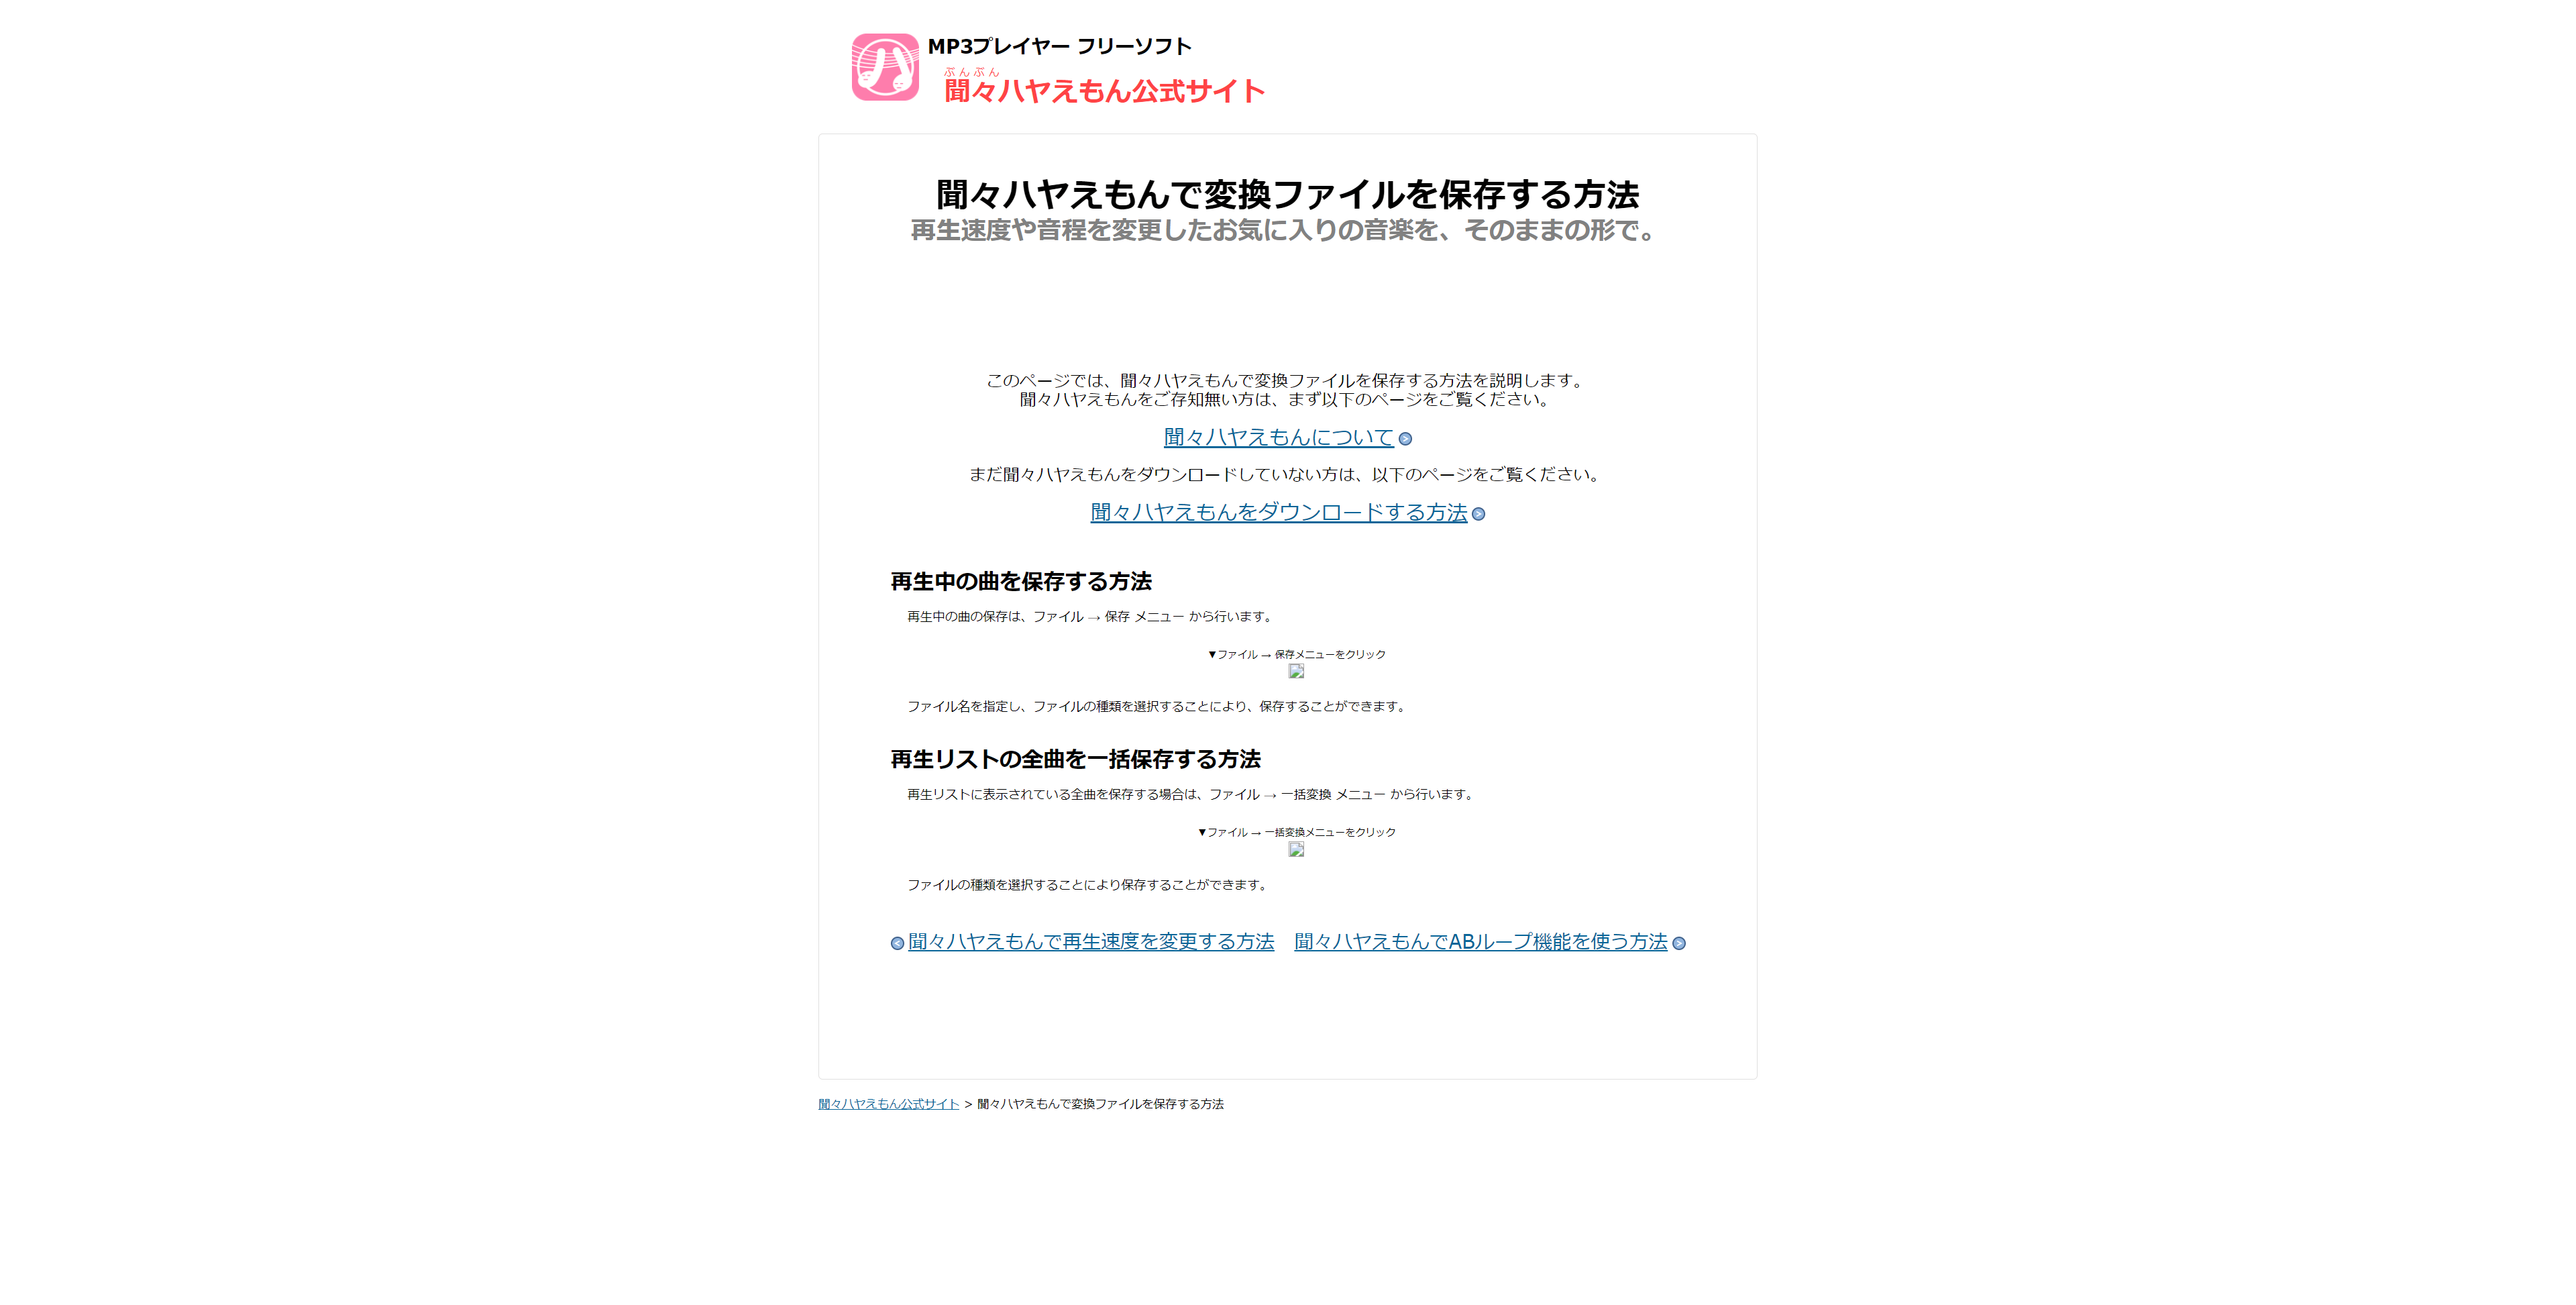 MP3プレイヤー フリーソフト
ぶんぶん
聞々ハヤえもん公式サイト
聞々ハヤえもんで変換ファイルを保存する方法
再生速度や音程を変更したお気に入りの音楽を、そのままの形で。
このページでは、聞々ハヤえもんで変換ファイルを保存する方法を説明します。
聞々ハヤえもんをご存知無い方は、まず以下のページをご覧ください。
聞々ハヤえもんについて
まだ聞々ハヤえもんをダウンロードしていない方は、以下のページをご覧ください。
聞々ハヤえもんをダウンロードする方法
再生中の曲を保存する方法
再生中の曲の保存は、ファイル → 保存 メニュー から行います。
▼ファイル → 保存メニューをクリック
ファイル名を指定し、ファイルの種類を選択することにより、保存することができます。
再生リストの全曲を一括保存する方法
再生リストに表示されている全曲を保存する場合は、ファイル → 一括変換 メニュー から行います。
▼ファイル → 一括変換メニューをクリック
ファイルの種類を選択することにより保存することができます。
聞々ハヤえもんで再生速度を変更する方法 聞々ハヤえもんでABループ機能を使う方法
聞々ハヤえもん公式サイト > 聞々ハヤえもんで変換ファイルを保存する方法